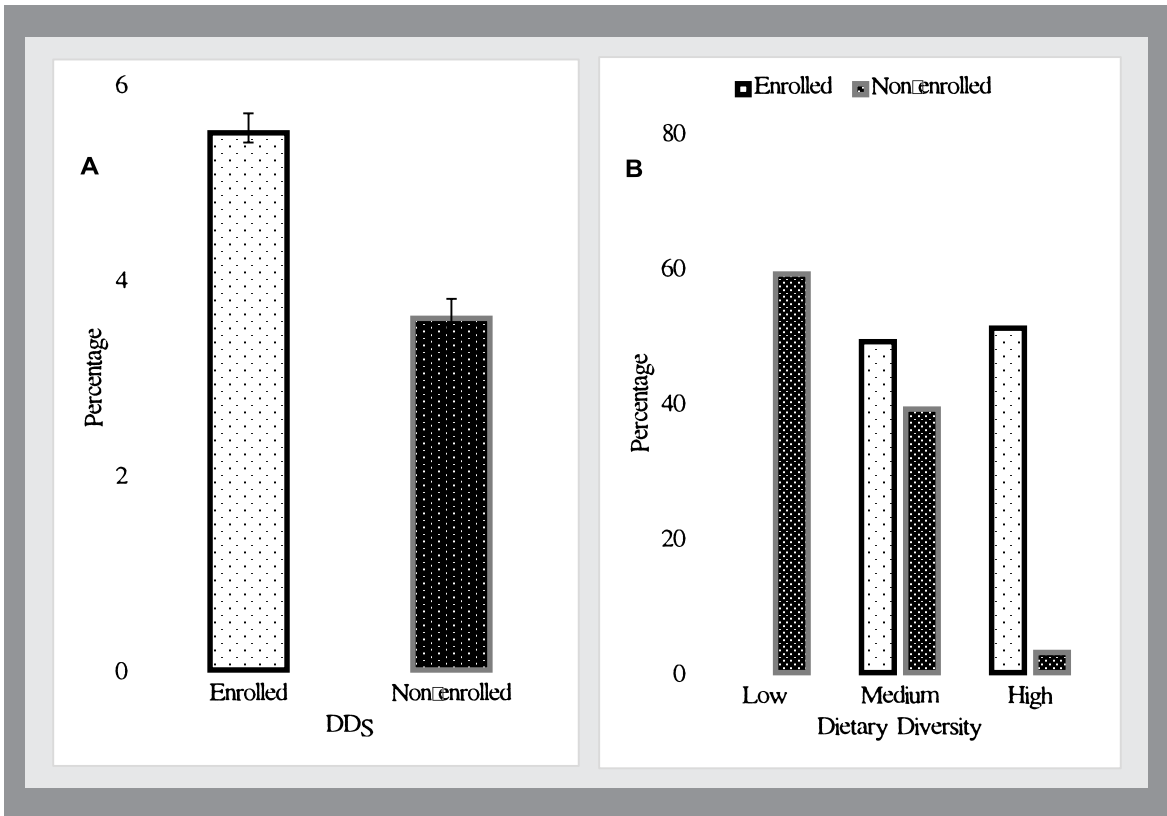 6
A
4
Percentage
2
0
Enrolled Non□enrolled
DDS
Enrolled Non□enrolled
80
B
60
40
Percentage
20
0
Low Medium High
Dietary Diversity